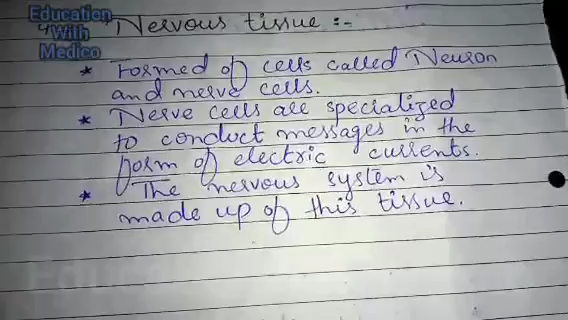 Education
With
Medico
4 Nervous tissue :-
* Formed of cells called Neuron
and nerve cells.
* Nerve cells are specialized
to conduct messages in the
form of electric currents.
* The nervous system is
made up of this tissue.